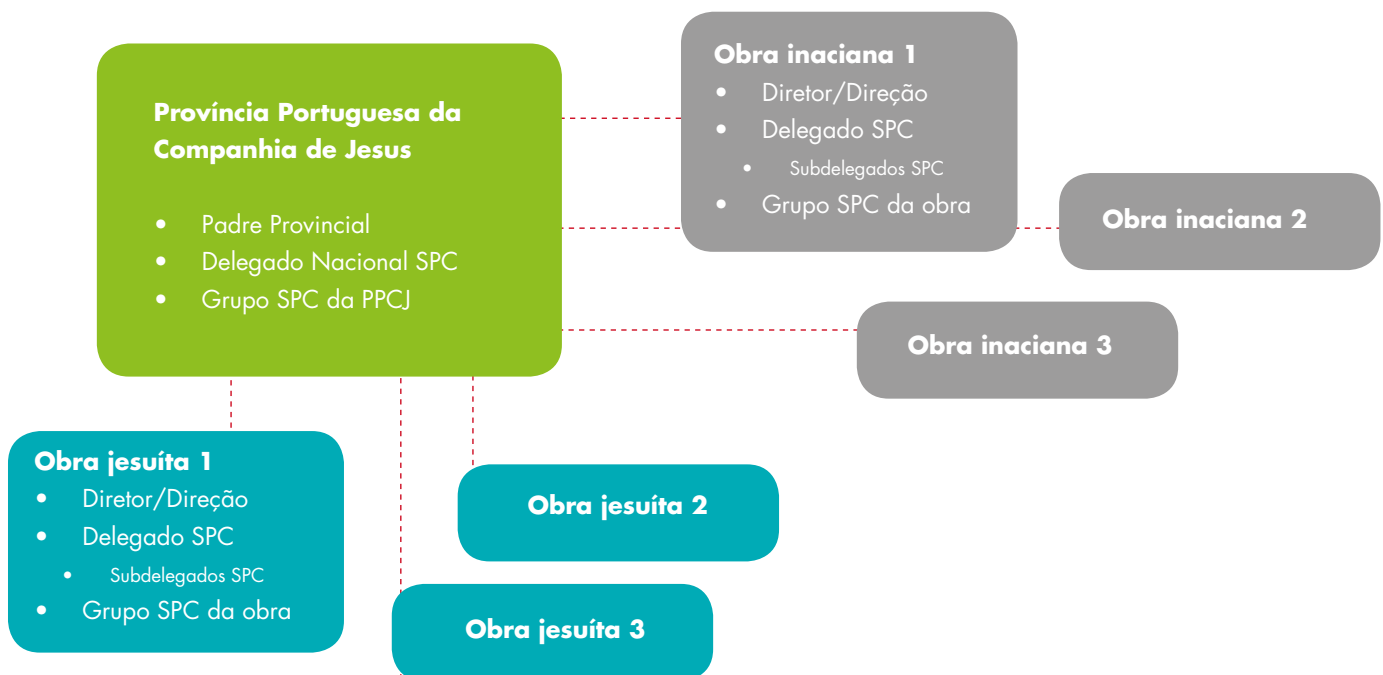 Província Portuguesa da
Companhia de Jesus
• Padre Provincial
• Delegado Nacional SPC
• Grupo SPC da PPCJ
Obra inaciana 1
• Diretor/Direção
• Delegado SPC
• Subdelegados SPC
• Grupo SPC da obra
Obra inaciana 2
Obra inaciana 3
Obra jesuíta 1
• Diretor/Direção
• Delegado SPC
• Subdelegados SPC
• Grupo SPC da obra
Obra jesuíta 2
Obra jesuíta 3